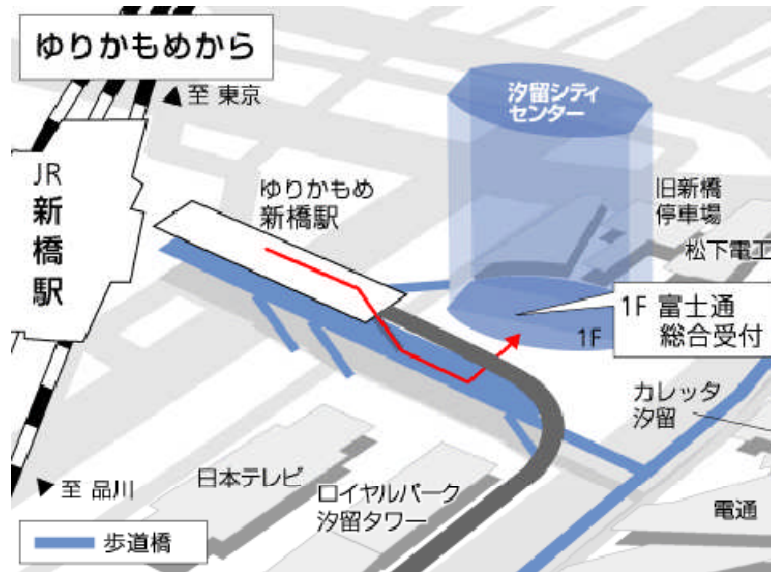 ゆりかもめから
至 東京
汐留シティ
センター
JR
新
橋
駅
ゆりかもめ
新橋駅
旧新橋
停車場
松下電工
1F 富士通
総合受付
1F
カレッタ
汐留
日本テレビ
至 品川
ロイヤルパーク
汐留タワー
電通
歩道橋